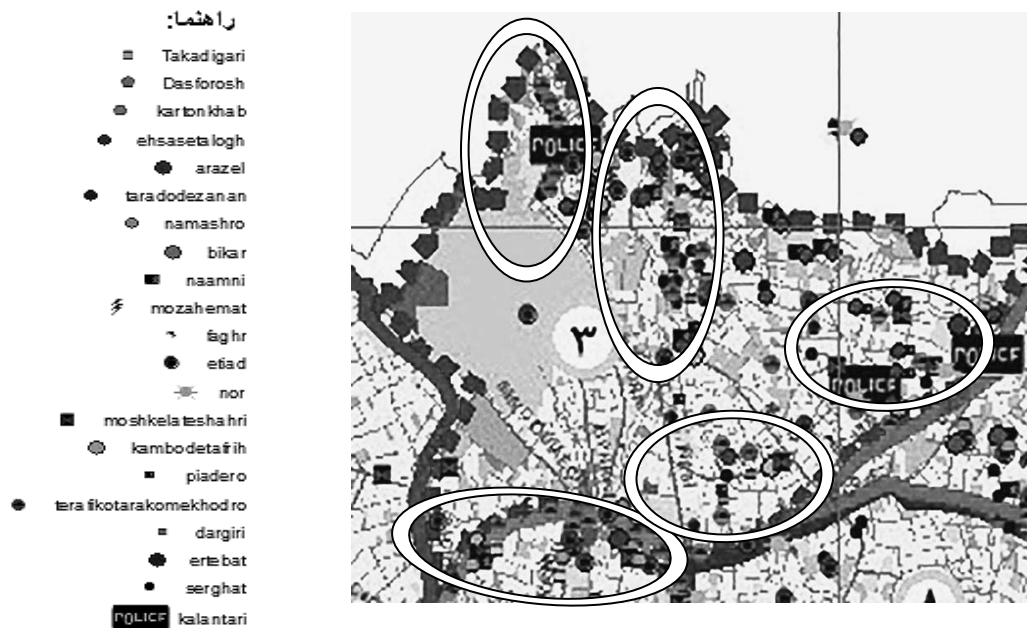 راهنما:
Takadigari
Dasforosh
kartonkhab
ehsasetalogh
arazel
taradodezanan
namashro
bikar
naamni
mozahemat
faghr
etiad
nor
moshkelateshahri
kambodetafrih
piadero
terafikotarakomekhodro
dargiri
ertebat
serghat
POLICE kalantari
POLICE
۳
POLICE
POLICE